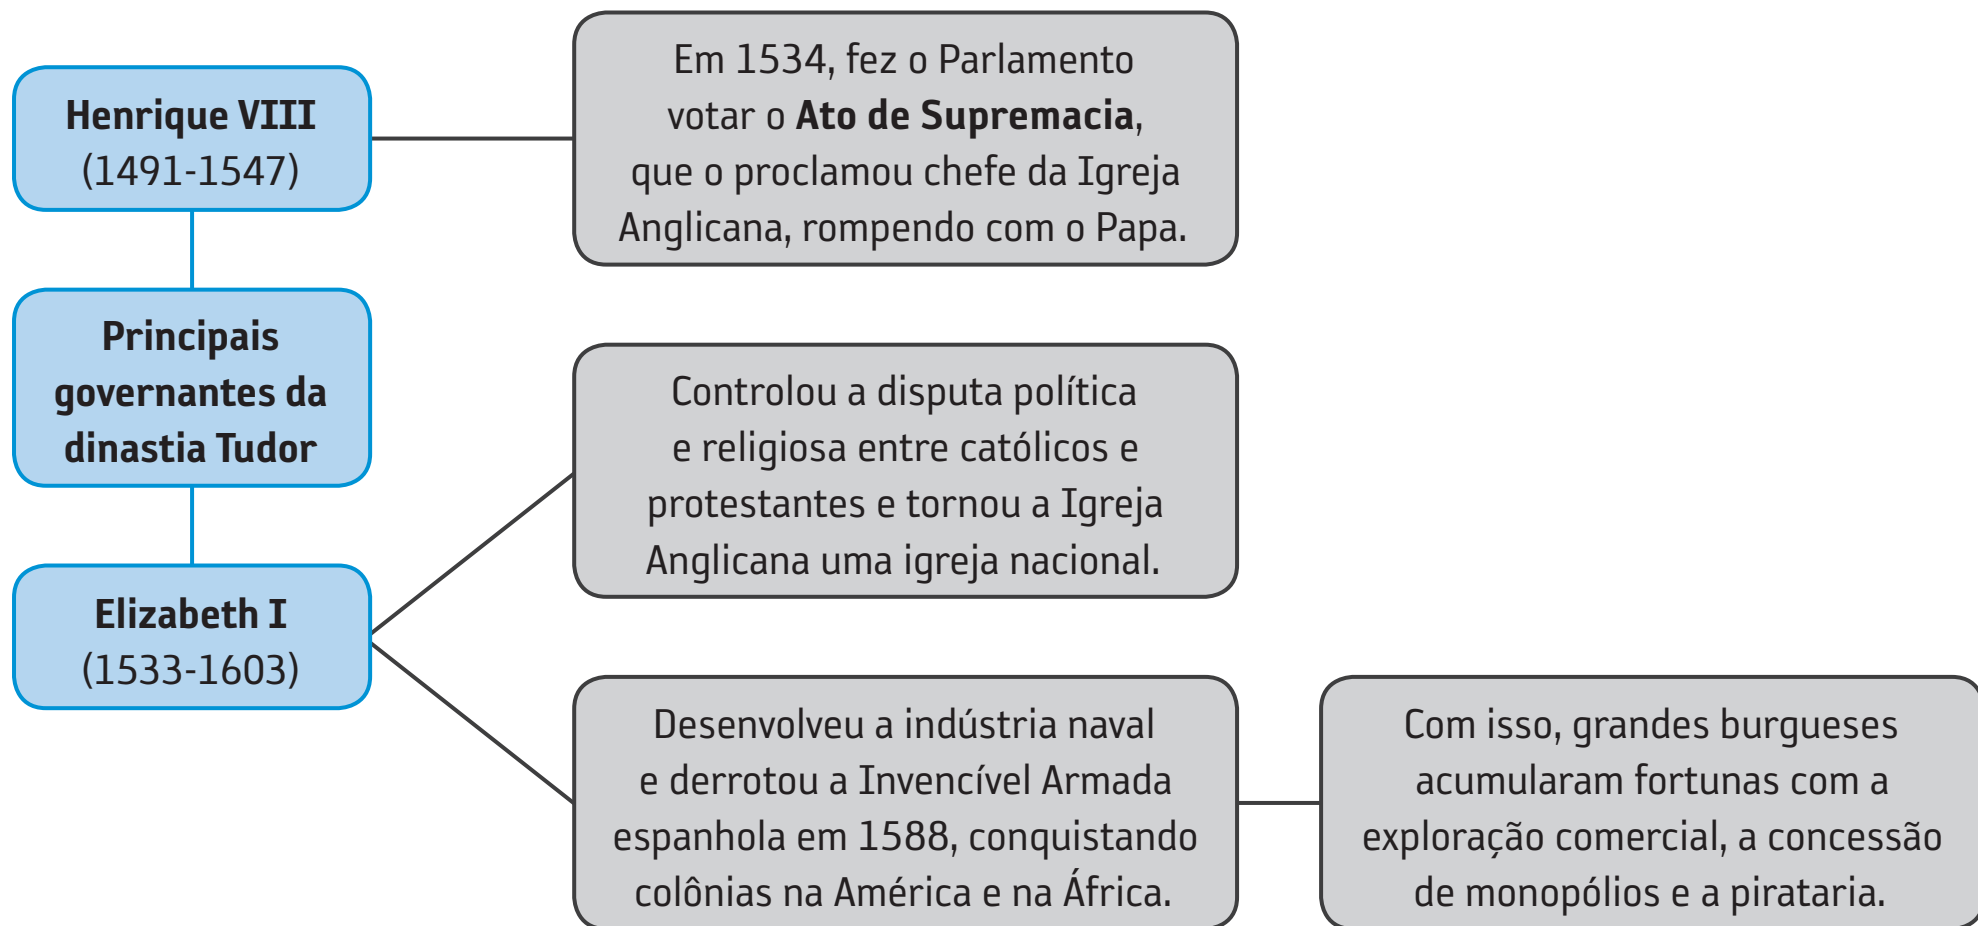 Henrique VIII
(1491-1547)
Em 1534, fez o Parlamento
votar o Ato de Supremacia,
que o proclamou chefe da Igreja
Anglicana, rompendo com o Papa.
Principais
governantes da
dinastia Tudor
Elizabeth I
(1533-1603)
Controlou a disputa política
e religiosa entre católicos e
protestantes e tornou a Igreja
Anglicana uma igreja nacional.
Desenvolveu a indústria naval
e derrotou a Invencível Armada
espanhola em 1588, conquistando
colônias na América e na África.
Com isso, grandes burgueses
acumularam fortunas com a
exploração comercial, a concessão
de monopólios e a pirataria.